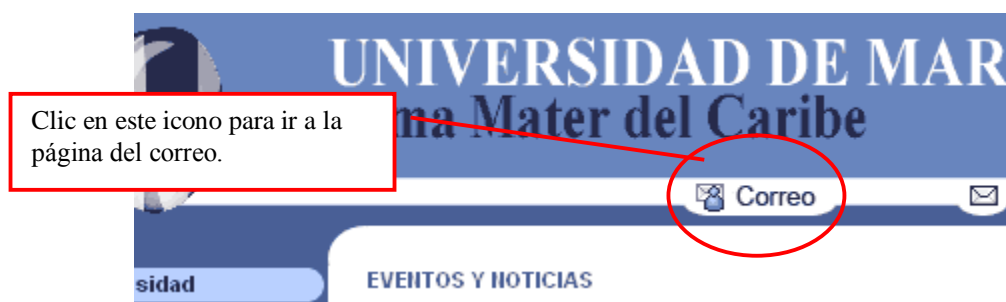 UNIVERSIDAD DE MAR
ma Mater del Caribe
Clic en este icono para ir a la
página del correo.
Correo
sidad
EVENTOS Y NOTICIAS